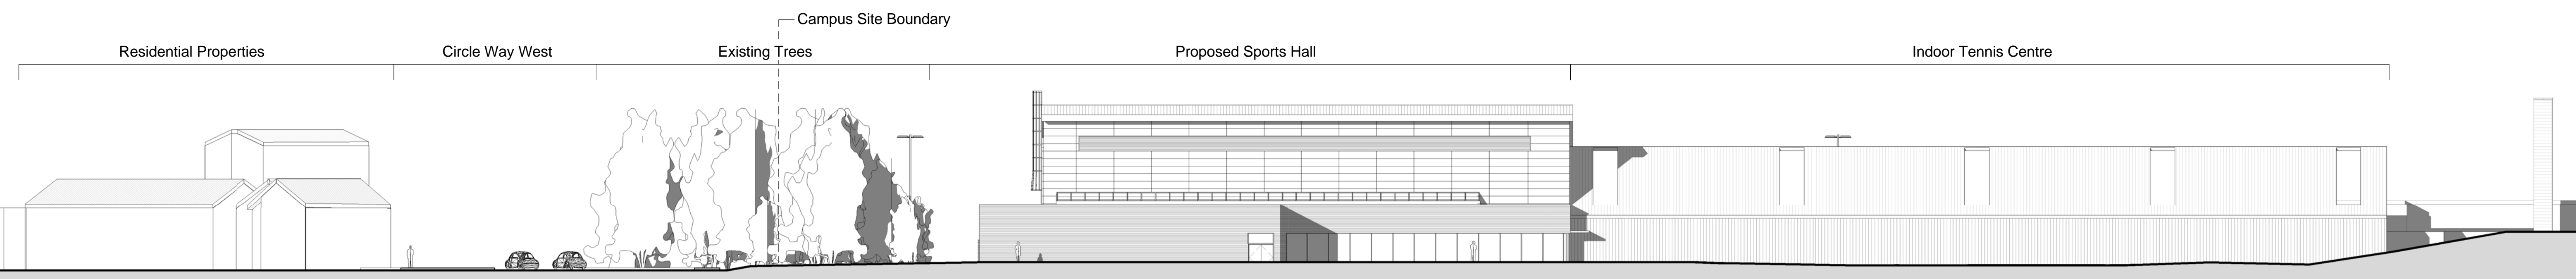 Campus Site Boundary
Residential Properties
Circle Way West
Existing Trees
Proposed Sports Hall
Indoor Tennis Centre